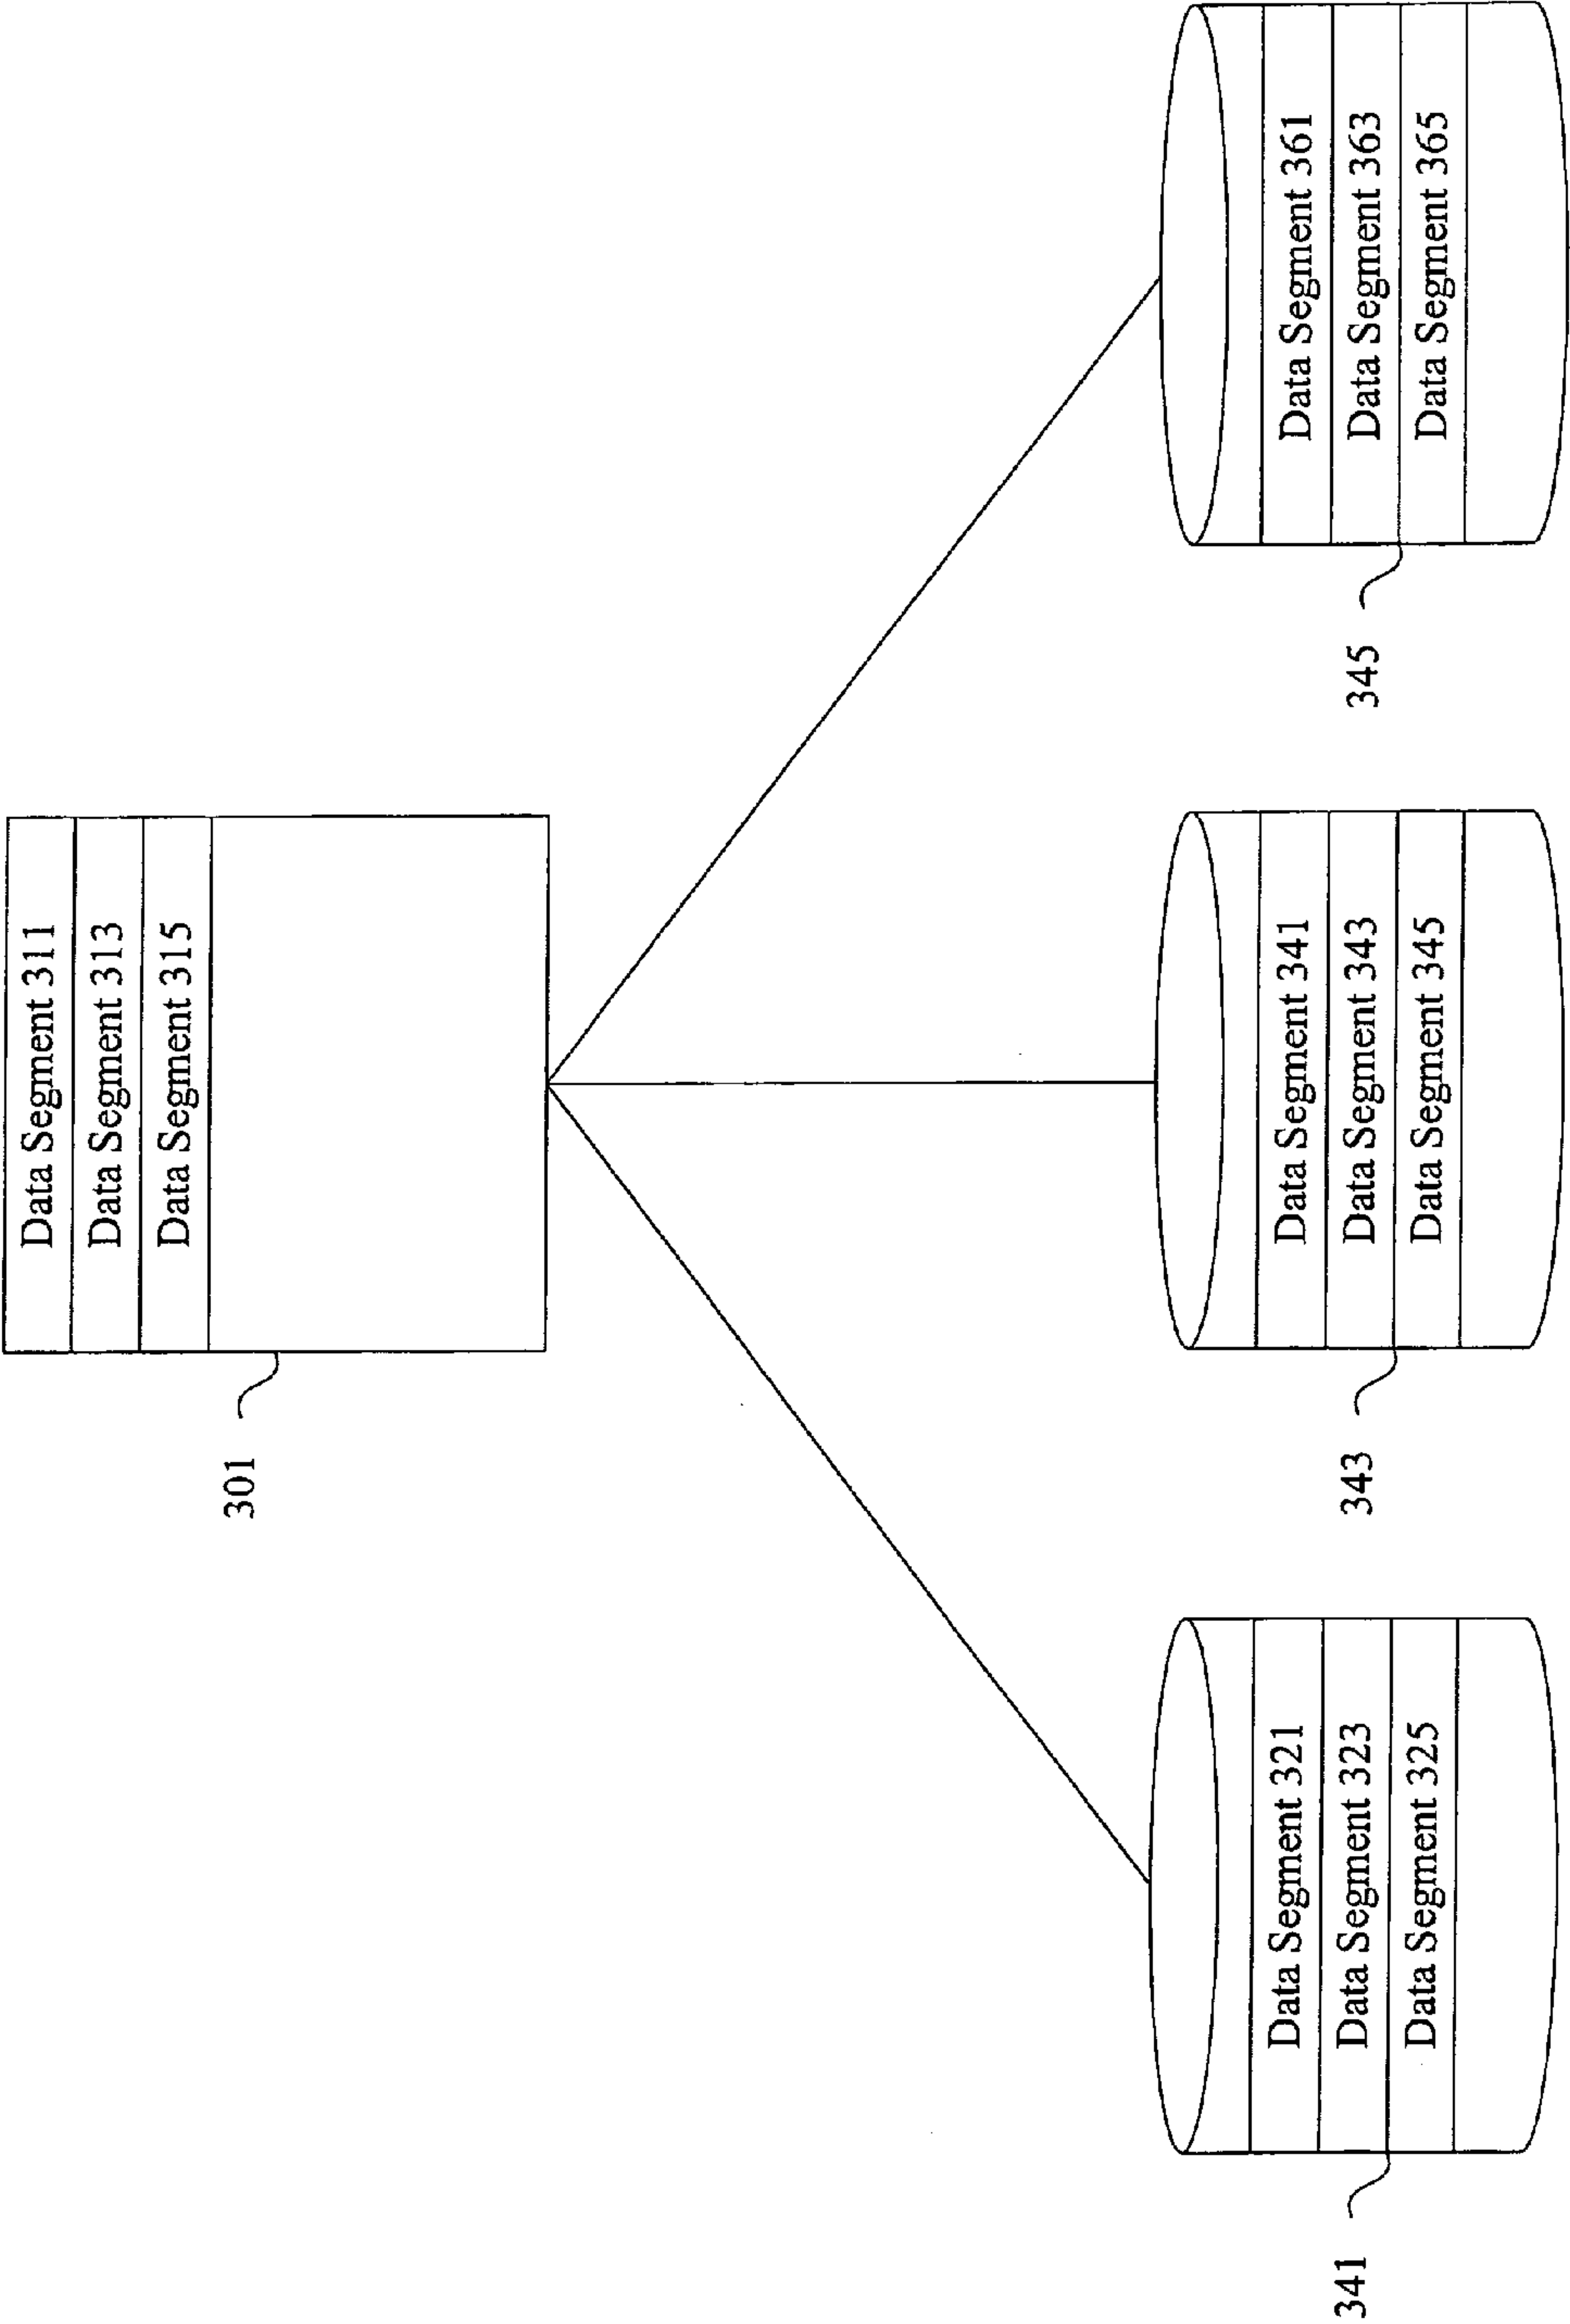 Data Segment 311
Data Segment 313
Data Segment 315
301
Data Segment 321
Data Segment 323
Data Segment 325
341
Data Segment 341
Data Segment 343
Data Segment 345
343
Data Segment 361
Data Segment 363
Data Segment 365
345